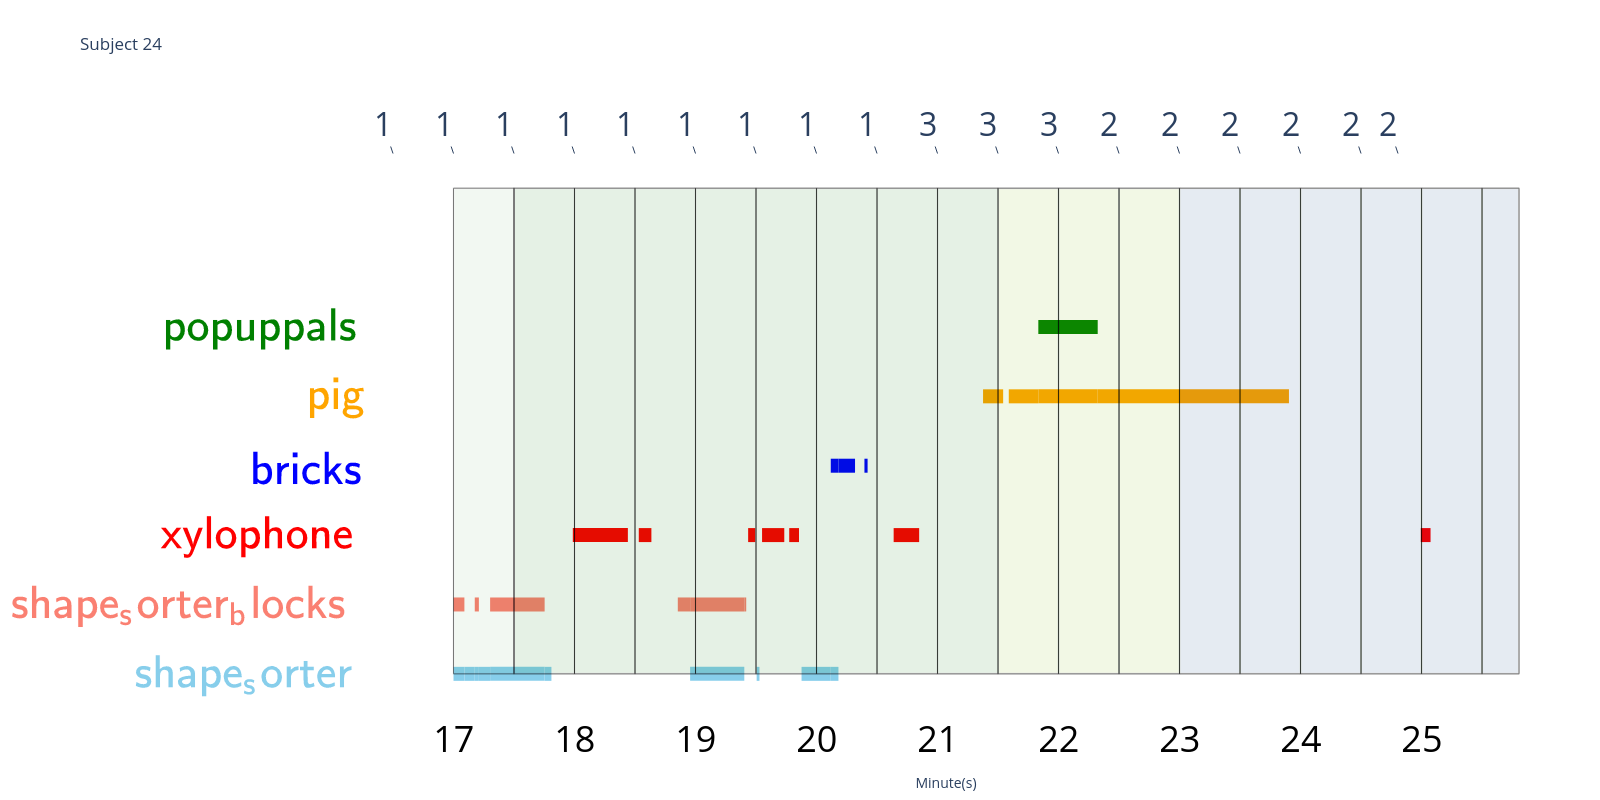 Subject 24
1 1 1 1 1 1 1 1 1 3 3 3 2 2 2 2 2 2
popuppals
pig
bricks
xylophone
shapesorterblocks
shapesorter
17 18 19 20 21 22 23 24 25
Minute(s)